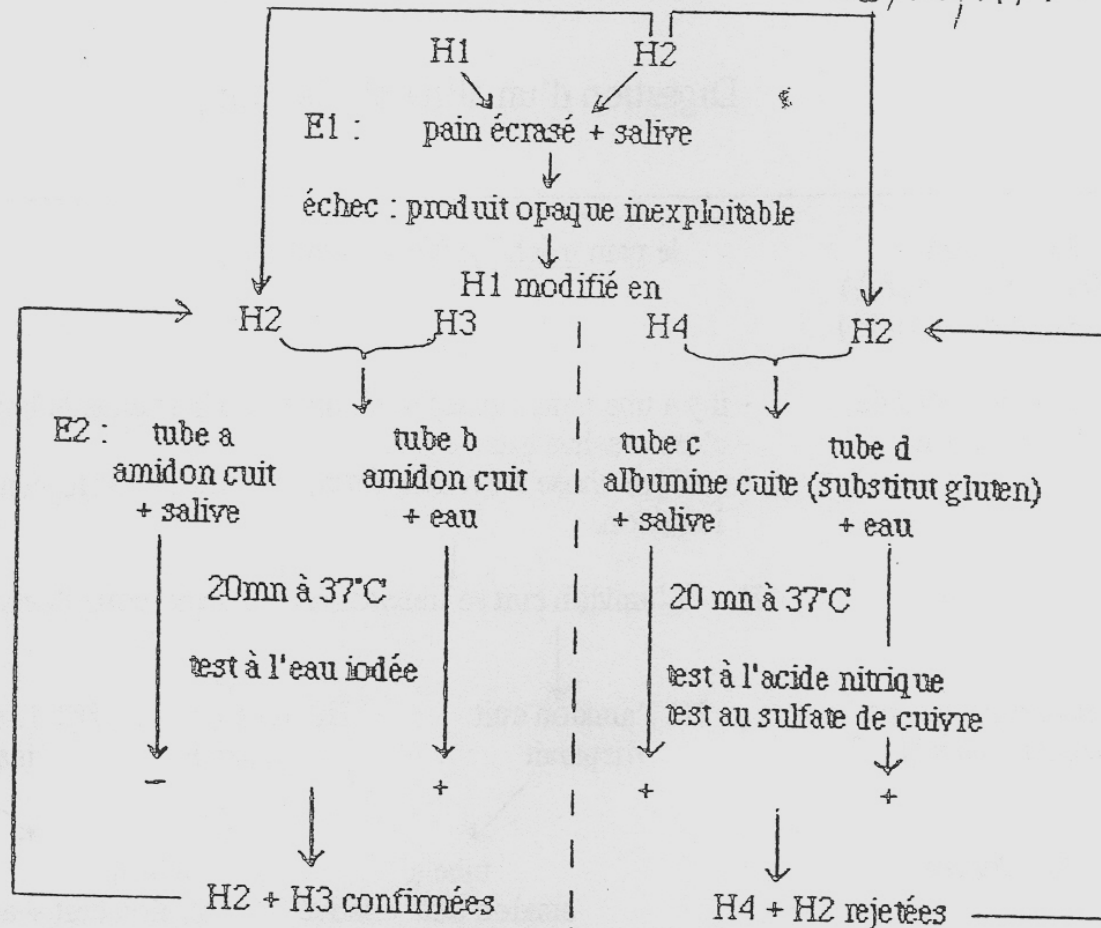 H1 H2
E1 : pain écrasé + salive
échec : produit opaque inexploitable
H1 modifié en
H2 H3 H4 H2
E2 :
tube a
amidon cuit
+ salive
tube b
amidon cuit
+ eau
20mn à 37°C
test à l'eau iodée
- +
H2 + H3 confirmées
tube c
tube d
albumine cuite (substitut gluten)
+ salive
+ eau
20 mn à 37°C
test à l'acide nitrique
test au sulfate de cuivre
+ +
H4 + H2 rejetées